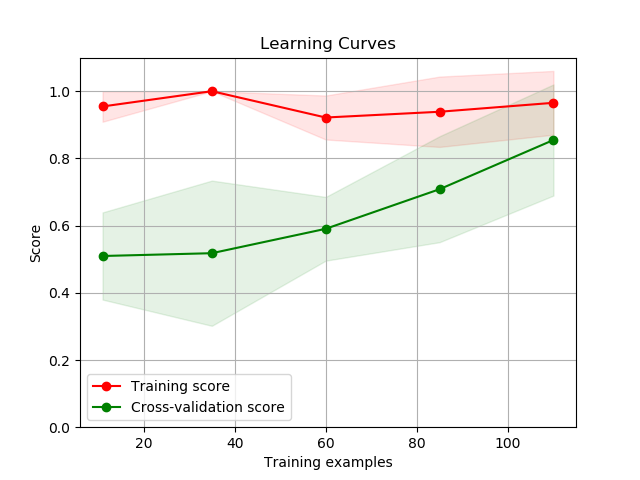 Learning Curves
1.0
0.8
0.6
0.4
0.2
0.0
Score
Training score
Cross-validation score
20 40 60 80 100
Training examples